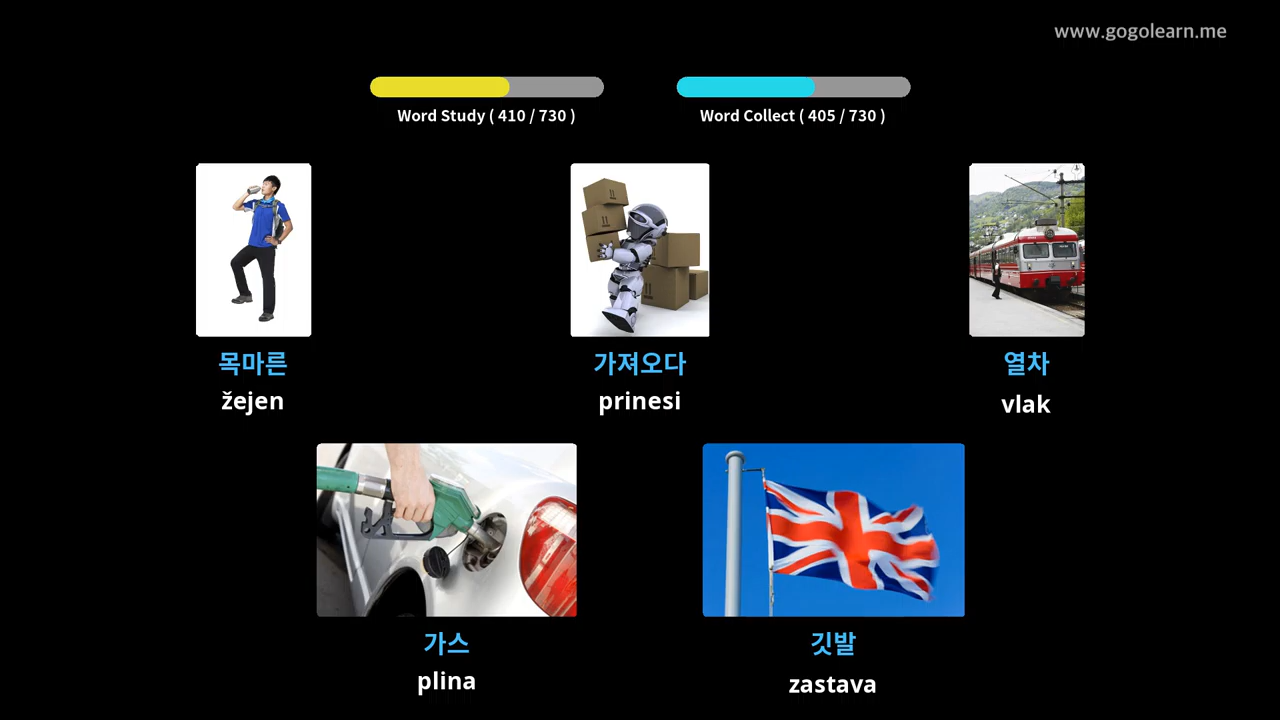 www.gogolearn.me
Word Study ( 410 / 730 )
Word Collect ( 405 / 730 )
목마른
žejen
가져오다
prinesi
열차
vlak
가스
plina
깃발
zastava